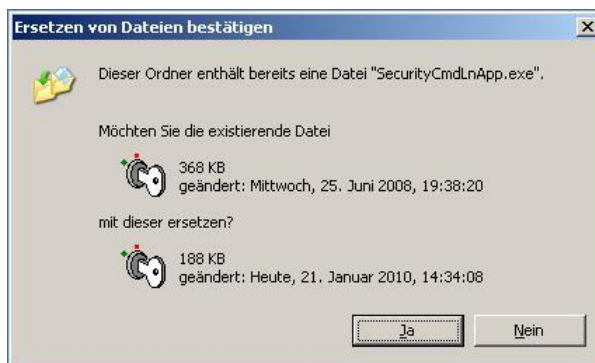 Ersetzen von Dateien bestätigen
Dieser Ordner enthält bereits eine Datei "SecurityCmdLnApp.exe".
Möchten Sie die existierende Datei
368 KB
geändert: Mittwoch, 25. Juni 2008, 19:38:20
mit dieser ersetzen?
188 KB
geändert: Heute, 21. Januar 2010, 14:34:08
Ja
Nein